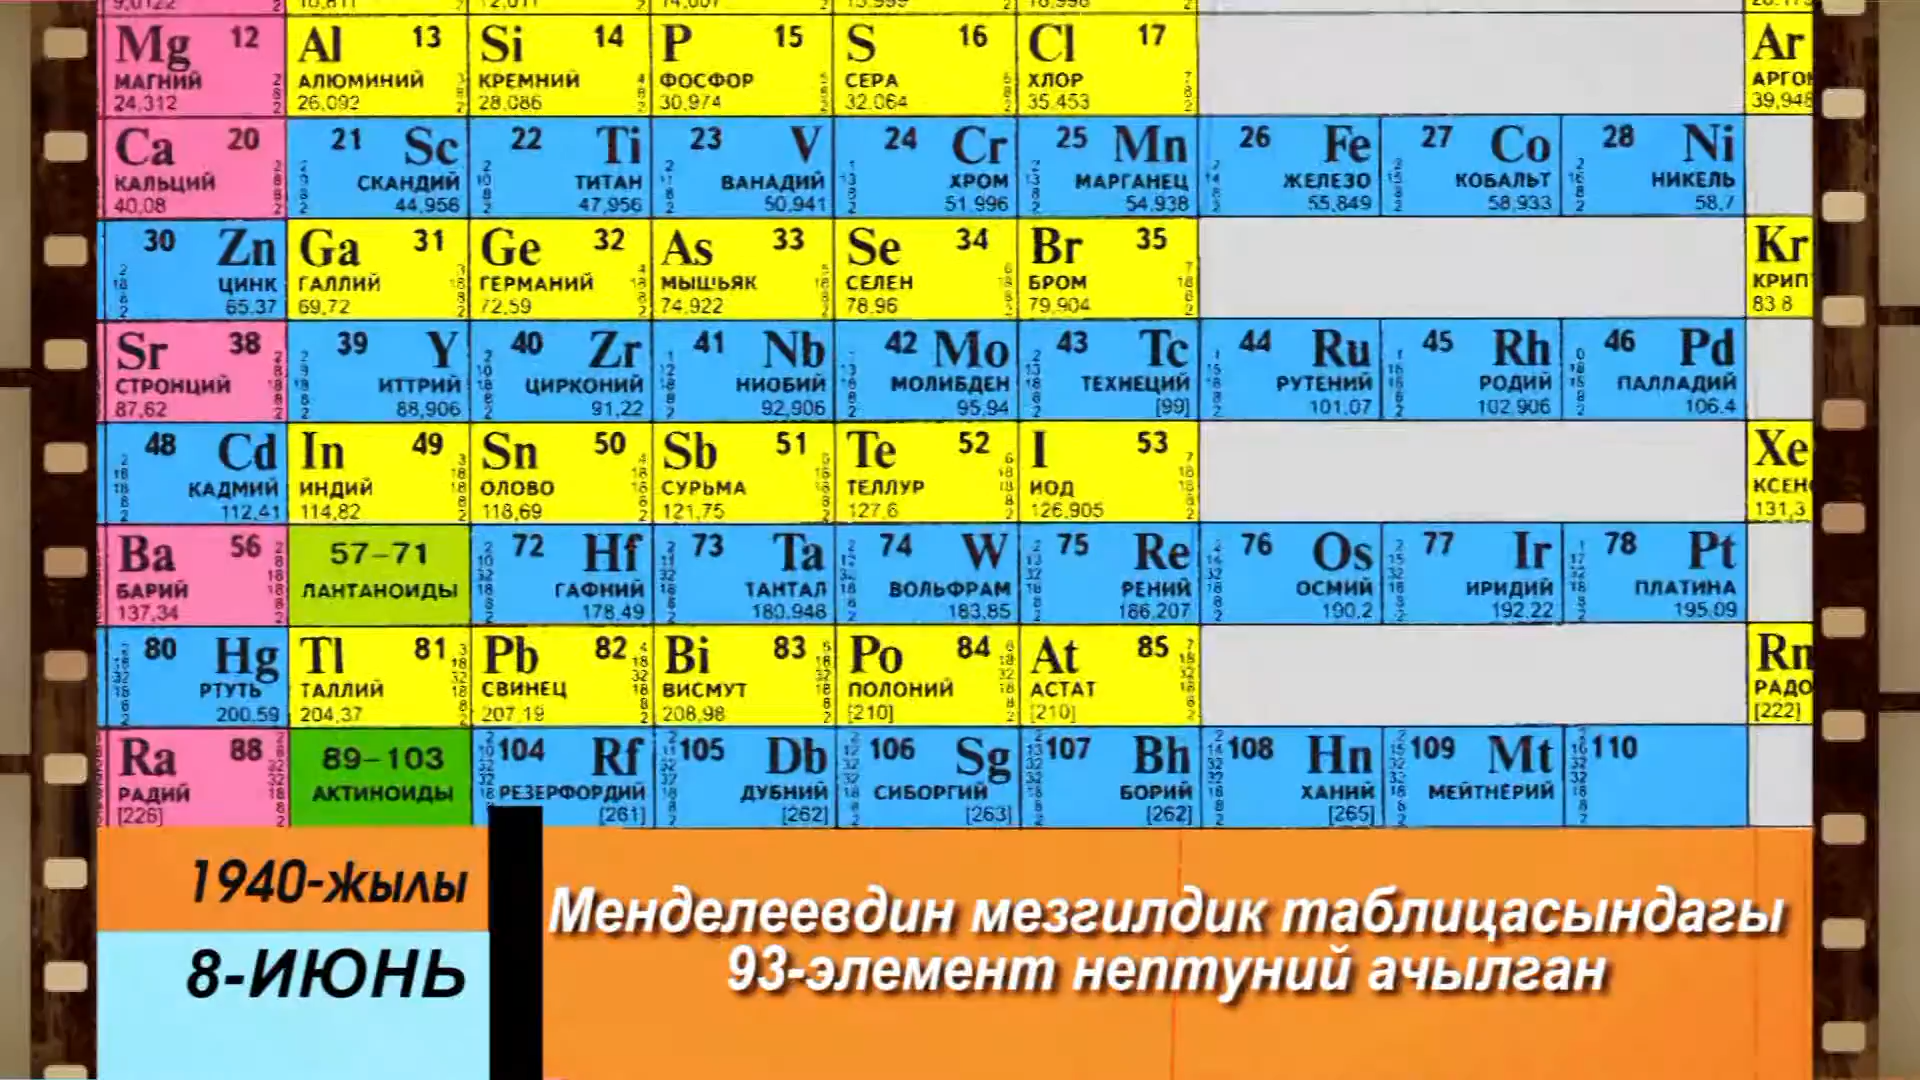 Mg 12 Al 13 Si 14 P 15 S 16 Cl 17 Ar
МАГНИЙ АЛЮМИНИЙ КРЕМНИЙ ФОСФОР СЕРА ХЛОР
24,312 26,092 28,086 30,974 32,064 35,453 39,948
Ca 20 21 Sc 22 Ti 23 V 24 Cr 25 Mn 26 Fe 27 Co 28 Ni
КАЛЬЦИЙ СКАНДИЙ ТИТАН ВАНАДИЙ ХРОМ МАРГАНЕЦ ЖЕЛЕЗО КОБАЛЬТ НИКЕЛЬ
40,08 44,956 47,956 50,941 51,996 54,938 55,849 58,933 58,7
30 Zn Ga 31 Ge 32 As 33 Se 34 Br 35 Kr
ЦИНК ГАЛЛИЙ ГЕРМАНИЙ МЫШЬЯК СЕЛЕН БРОМ КРИП
65,37 69,72 72,59 74,922 78,96 79,904 83,8
Sr 38 39 Y 40 Zr 41 Nb 42 Mo 43 Tc 44 Ru 45 Rh 46 Pd
СТРОНЦИЙ ИТТРИЙ ЦИРКОНИЙ НИОБИЙ МОЛИБДЕН ТЕХНЕЦИЙ РУТЕНИЙ РОДИЙ ПАЛЛАДИЙ
87,62 88,906 91,22 92,906 95,94 [99] 101,07 102,906 106,4
48 Cd In 49 Sn 50 Sb 51 Te 52 I 53 Xe
КАДМИЙ ИНДИЙ ОЛОВО СУРЬМА ТЕЛЛУР ИОД КСЕН
112,41 114,82 118,69 121,75 127,6 126,905 131,3
Ba 56 57–71 72 Hf 73 Ta 74 W 75 Re 76 Os 77 Ir 78 Pt
БАРИЙ ЛАНТАНОИДЫ ГАФНИЙ ТАНТАЛ ВОЛЬФРАМ РЕНИЙ ОСМИЙ ИРИДИЙ ПЛАТИНА
137,34 178,49 180,948 183,85 186,207 190,2 192,22 195,09
80 Hg Tl 81 Pb 82 Bi 83 Po 84 At 85 Rn
РТУТЬ ТАЛЛИЙ СВИНЕЦ ВИСМУТ ПОЛОНИЙ АСТАТ РАДО
200,59 204,37 207,19 208,98 [210] [210] [222]
Ra 88 89–103 104 Rf 105 Db 106 Sg 107 Bh 108 Hn 109 Mt 110
РАДИЙ АКТИНОИДЫ РЕЗЕРФОРДИЙ ДУБНИЙ СИБОРГИЙ БОРИЙ ХАНИЙ МЕЙТНЕРИЙ
[226] [261] [262] [263] [262] [265]
1940-жылы
8-ИЮНЬ
Менделеевдин мезгилдик таблицасындагы
93-элемент нептуний ачылган